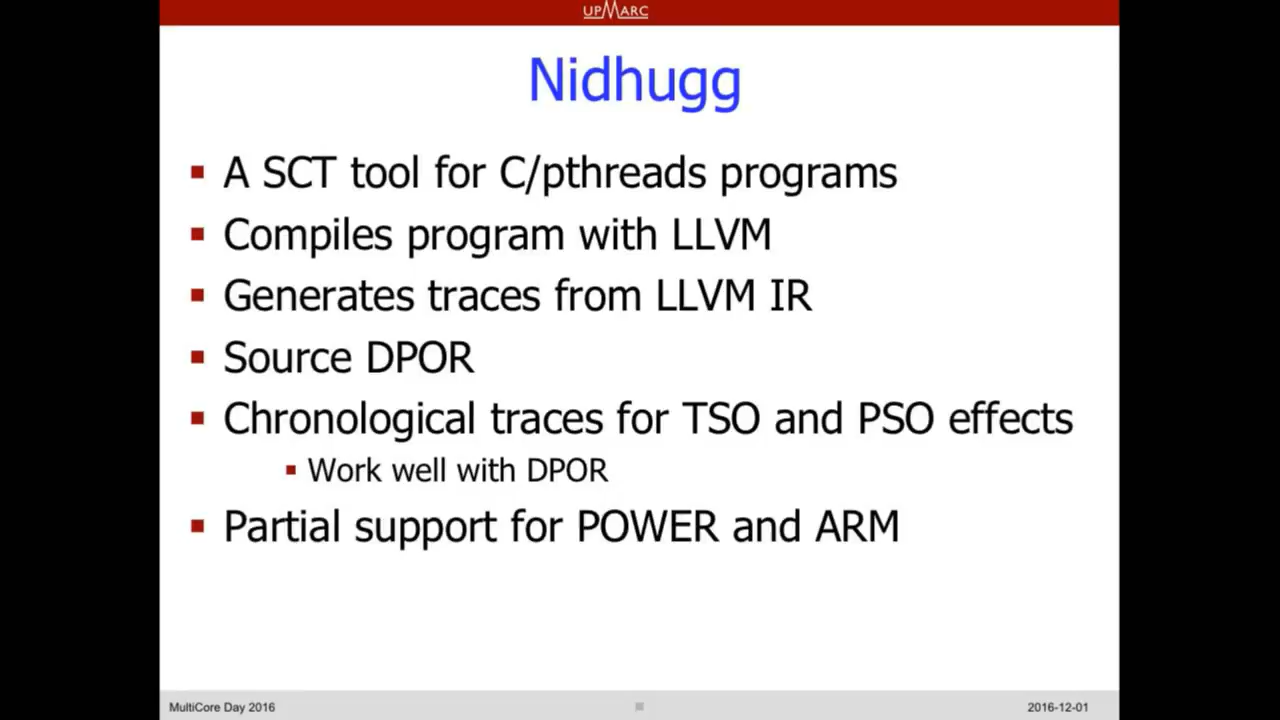 UPMARC
Nidhugg
A SCT tool for C/pthreads programs
Compiles program with LLVM
Generates traces from LLVM IR
Source DPOR
Chronological traces for TSO and PSO effects
Work well with DPOR
Partial support for POWER and ARM
MultiCore Day 2016
2016-12-01